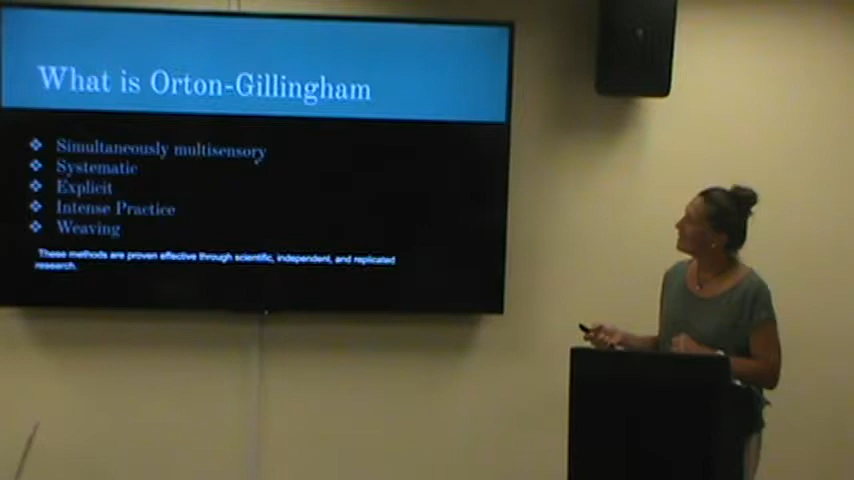 What is Orton-Gillingham
Simultaneously multisensory
Systematic
Explicit
Intense Practice
Weaving
These methods are proven effective through scientific, independent, and replicated
research.